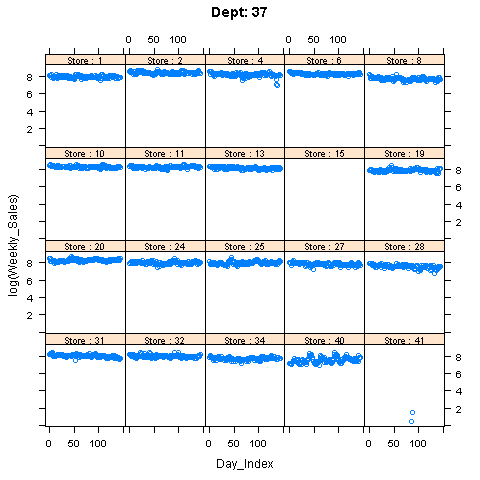 Dept: 37
0 50 100 0 50 100
Store : 1 Store : 2 Store : 4 Store : 6 Store : 8
8 6 4 2
Store : 10 Store : 11 Store : 13 Store : 15 Store : 19
8 6 4 2
Store : 20 Store : 24 Store : 25 Store : 27 Store : 28
8 6 4 2
Store : 31 Store : 32 Store : 34 Store : 40 Store : 41
8 6 4 2
log(Weekly_Sales)
0 50 100 0 50 100 0 50 100
Day_Index